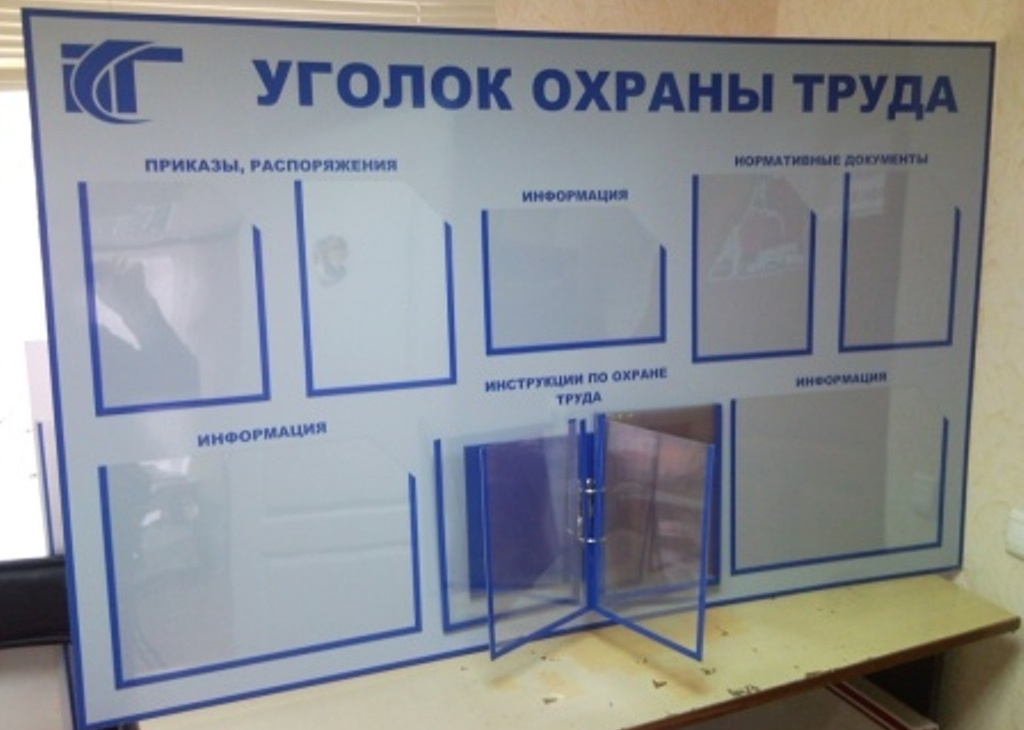 УГОЛОК ОХРАНЫ ТРУДА
ПРИКАЗЫ, РАСПОРЯЖЕНИЯ
ИНФОРМАЦИЯ
НОРМАТИВНЫЕ ДОКУМЕНТЫ
ИНФОРМАЦИЯ
ИНСТРУКЦИИ ПО ОХРАНЕ
ТРУДА
ИНФОРМАЦИЯ